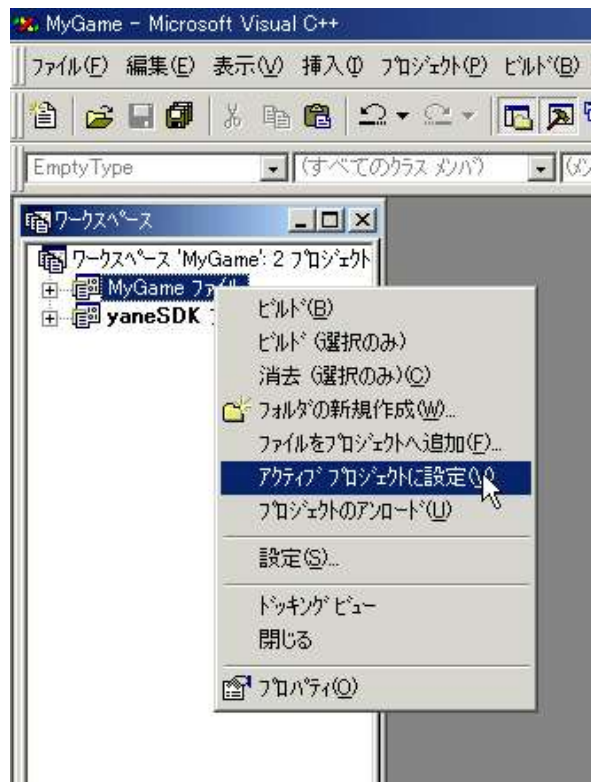 MyGame - Microsoft Visual C++
ﾌｧｲﾙ(F) 編集(E) 表示(V) 挿入(I) ﾌﾟﾛｼﾞｪｸﾄ(P) ﾋﾞﾙﾄﾞ(B)
EmptyType (すべてのｸﾗｽ ﾒﾝﾊﾞ)
ﾜｰｸｽﾍﾟｰｽ
ﾜｰｸｽﾍﾟｰｽ 'MyGame': 2 ﾌﾟﾛｼﾞｪｸﾄ
MyGame
yaneSDK
ﾋﾞﾙﾄﾞ(B)
ﾋﾞﾙﾄﾞ (選択のみ)
消去 (選択のみ)(C)
ﾌｫﾙﾀﾞの新規作成(W)...
ﾌｧｲﾙをﾌﾟﾛｼﾞｪｸﾄへ追加(F)...
ｱｸﾃｨﾌﾞ ﾌﾟﾛｼﾞｪｸﾄに設定
ﾌﾟﾛｼﾞｪｸﾄのｱﾝﾛｰﾄﾞ(U)
設定(S)...
ﾄﾞｯｷﾝｸﾞ ﾋﾞｭｰ
閉じる
ﾌﾟﾛﾊﾟﾃｨ(O)